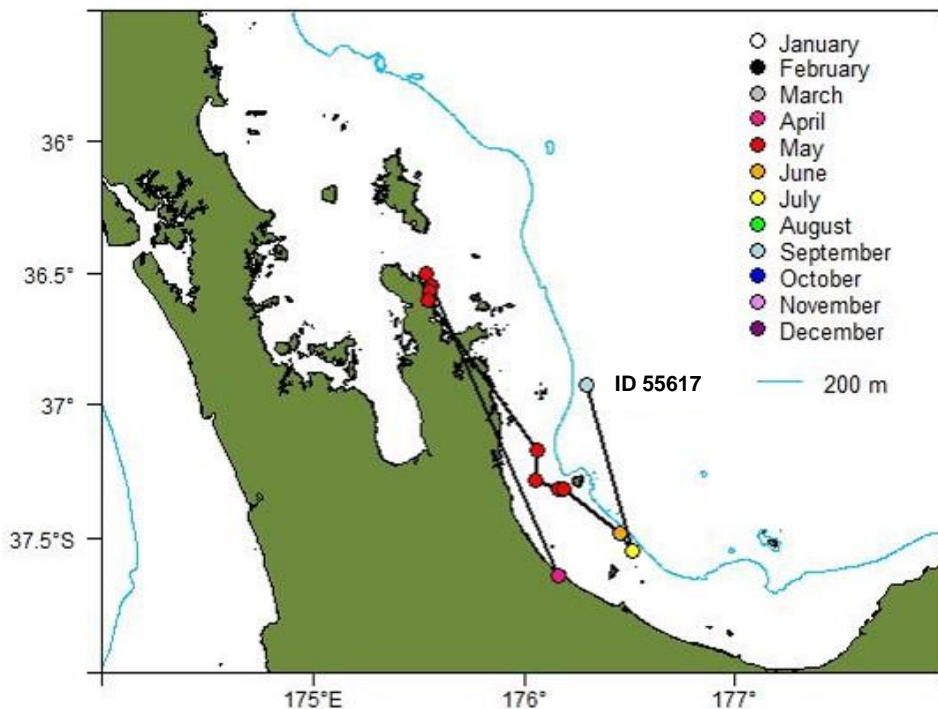 January
February
March
April
May
June
July
August
September
October
November
December
200 m
ID 55617
36°
36.5°
37°
37.5°S
175°E
176°
177°